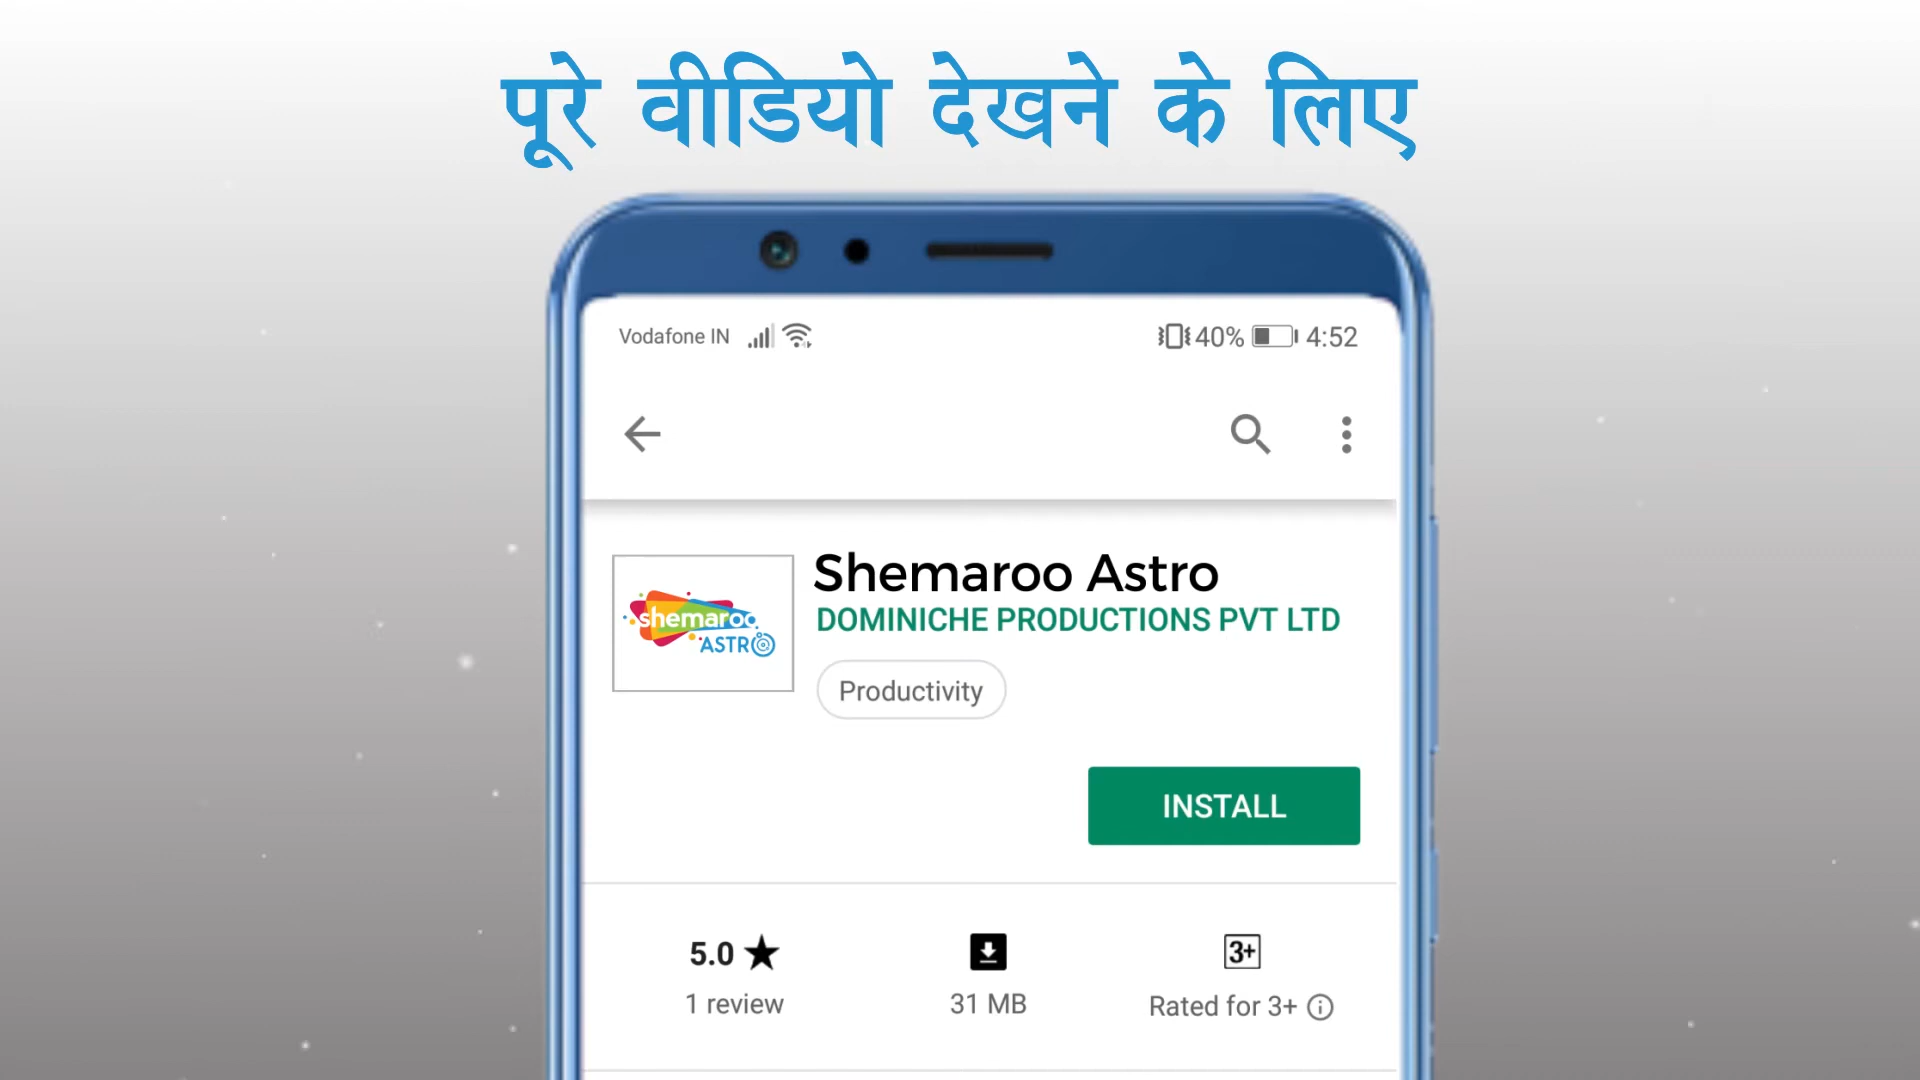 पूरे वीडियो देखने के लिए
Vodafone IN 40% 4:52
shemaroo
ASTRO
Shemaroo Astro
DOMINICHE PRODUCTIONS PVT LTD
Productivity
INSTALL
5.0 ★ 3+
1 review 31 MB Rated for 3+